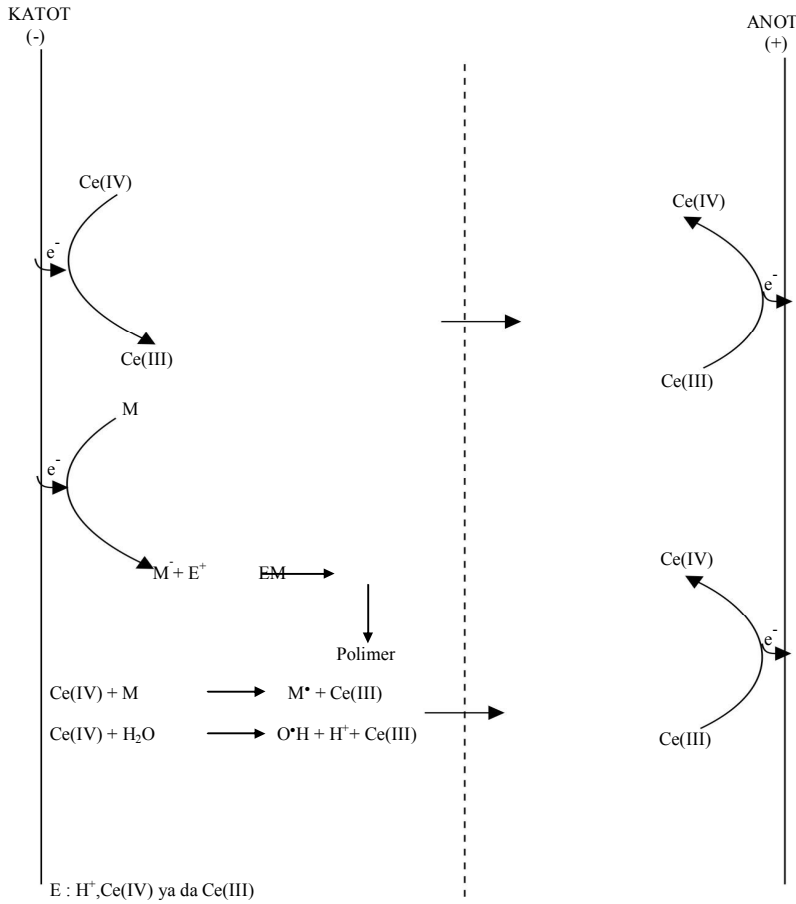 KATOT
(-)
ANOT
(+)
Ce(IV)
e-
Ce(III)
Ce(IV)
e-
Ce(III)
M
e-
M- + E+ EM
Polimer
Ce(IV)
e-
Ce(III)
Ce(IV) + M M• + Ce(III)
Ce(IV) + H₂O O•H + H+ + Ce(III)
E : H+,Ce(IV) ya da Ce(III)